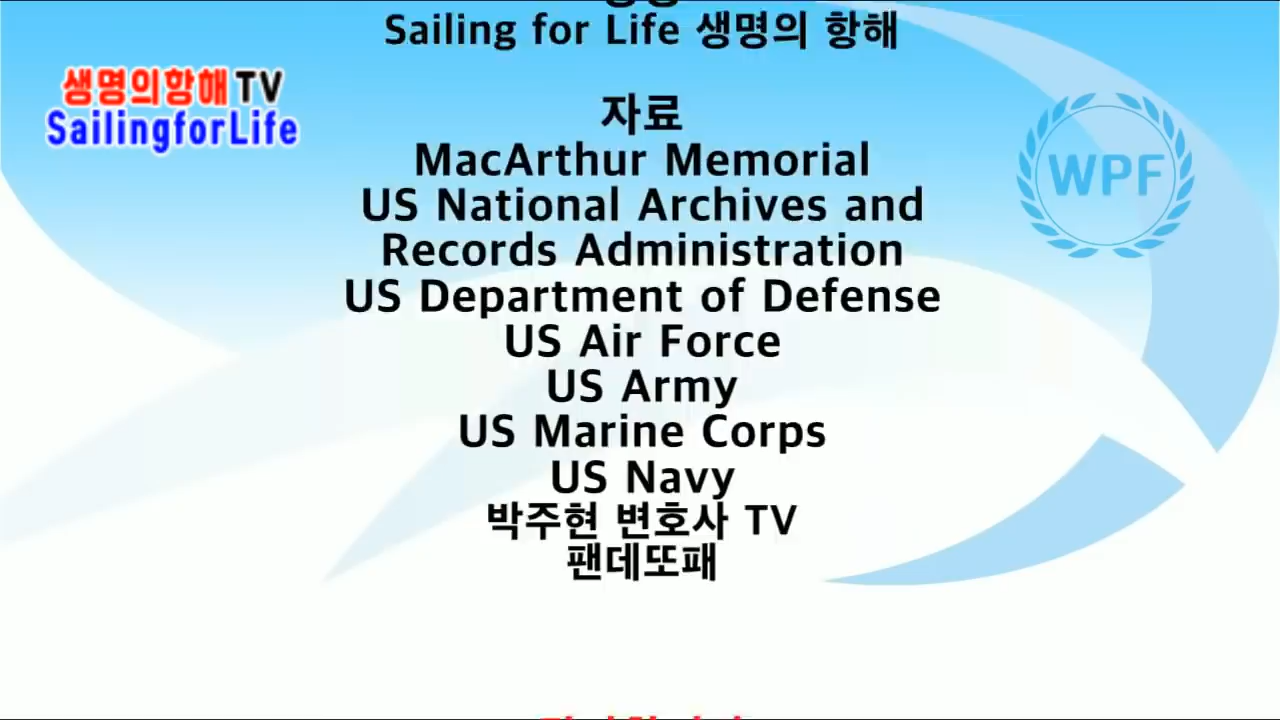 Sailing for Life 생명의 항해
생명의항해TV
SailingforLife
WPF
자료
MacArthur Memorial
US National Archives and
Records Administration
US Department of Defense
US Air Force
US Army
US Marine Corps
US Navy
박주현 변호사 TV
팬데또패